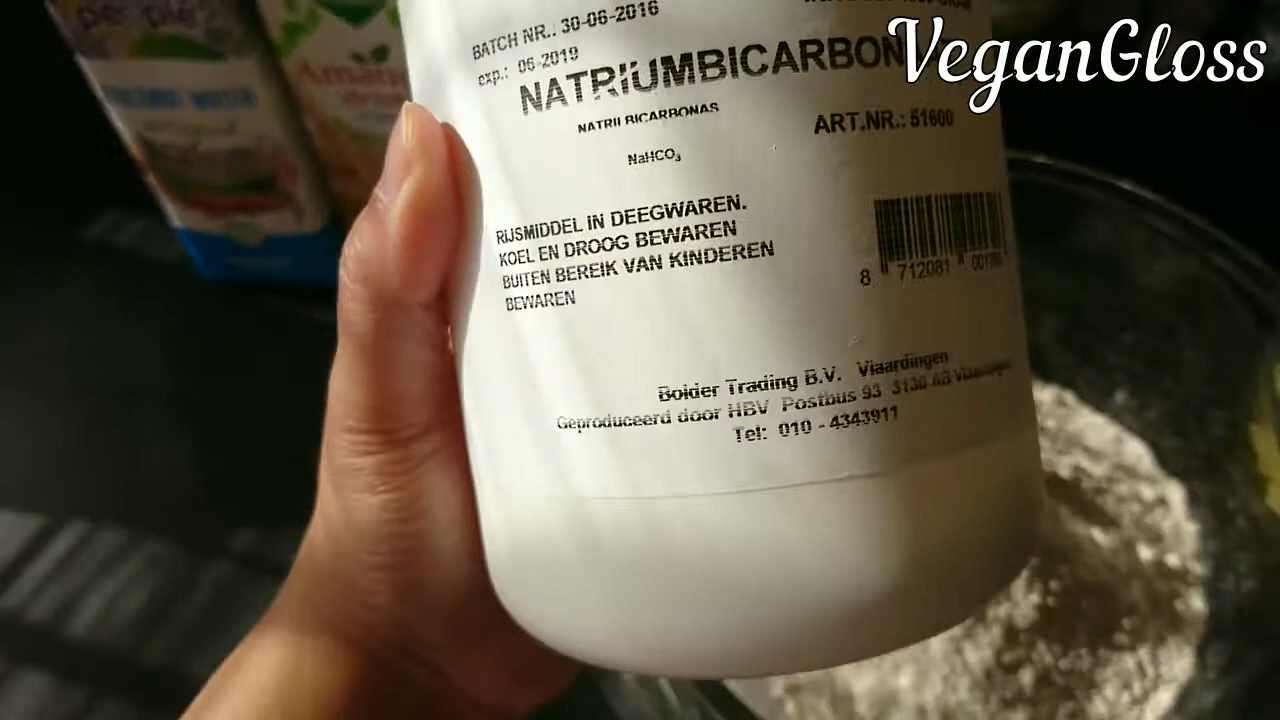 VeganGloss
BATCH NR.: 30-06-2016
exp.: 06-2019
NATRIUMBICARBON
NATRII BICARBONAS
ART.NR.: 51600
NaHCO₃
RIJSMIDDEL IN DEEGWAREN.
KOEL EN DROOG BEWAREN
BUITEN BEREIK VAN KINDEREN
BEWAREN
8 712081
Bolder Trading B.V. Vlaardingen
Geproduceerd door HBV Postbus 93 3130 AB Vlaardingen
Tel: 010 - 4343911
people